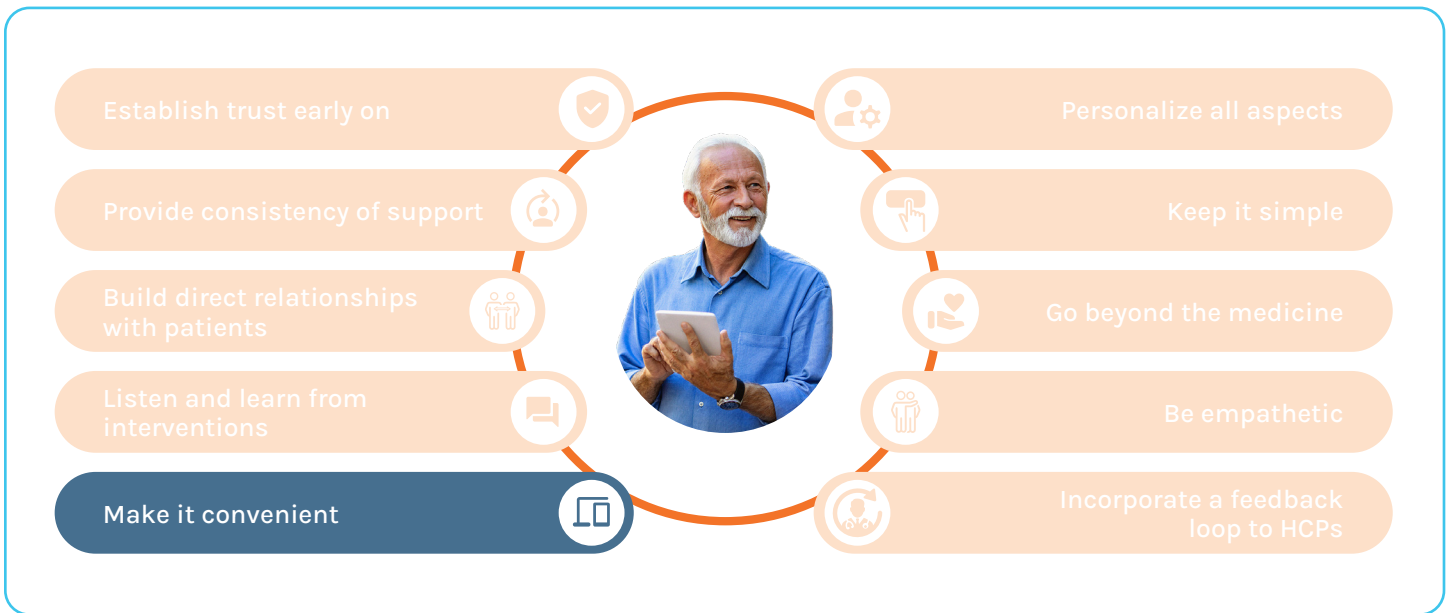 Establish trust early on
Provide consistency of support
Build direct relationships
with patients
Listen and learn from
interventions
Make it convenient
Personalize all aspects
Keep it simple
Go beyond the medicine
Be empathetic
Incorporate a feedback
loop to HCPs